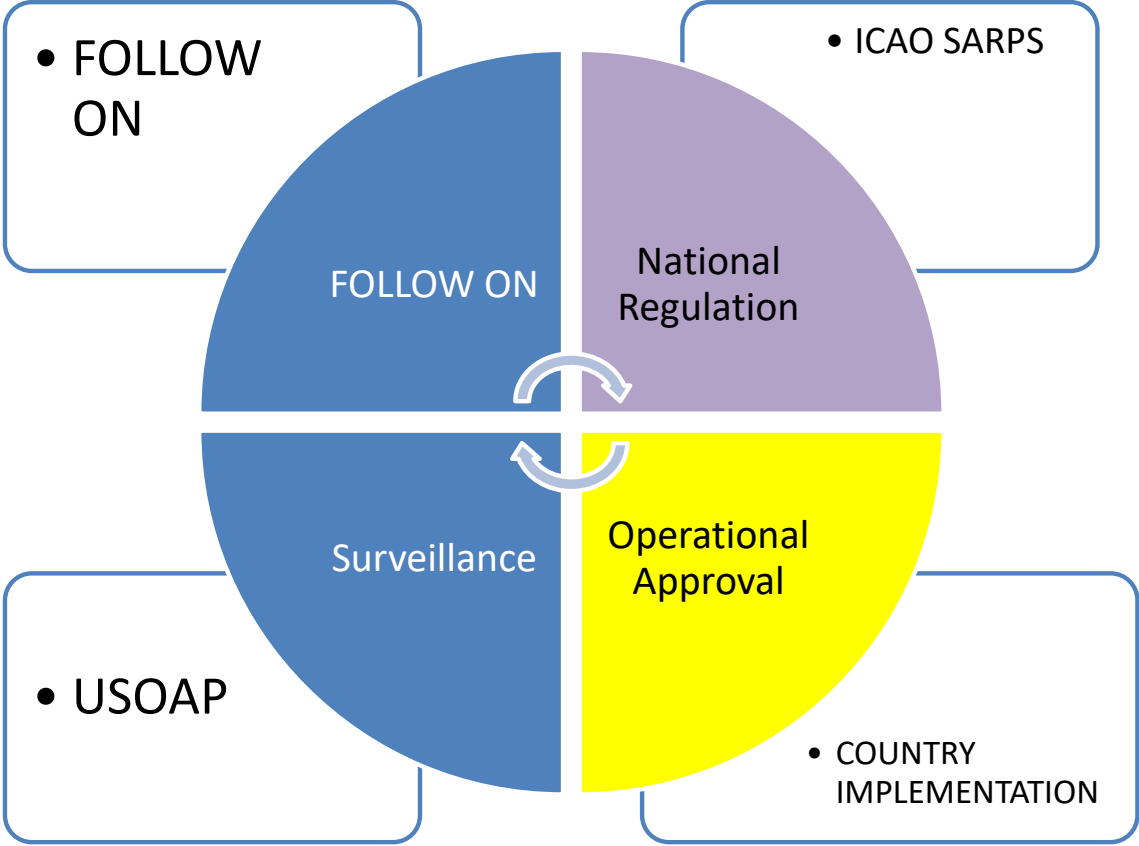 • FOLLOW
ON
• ICAO SARPS
FOLLOW ON
National
Regulation
Surveillance
Operational
Approval
• USOAP
• COUNTRY
IMPLEMENTATION